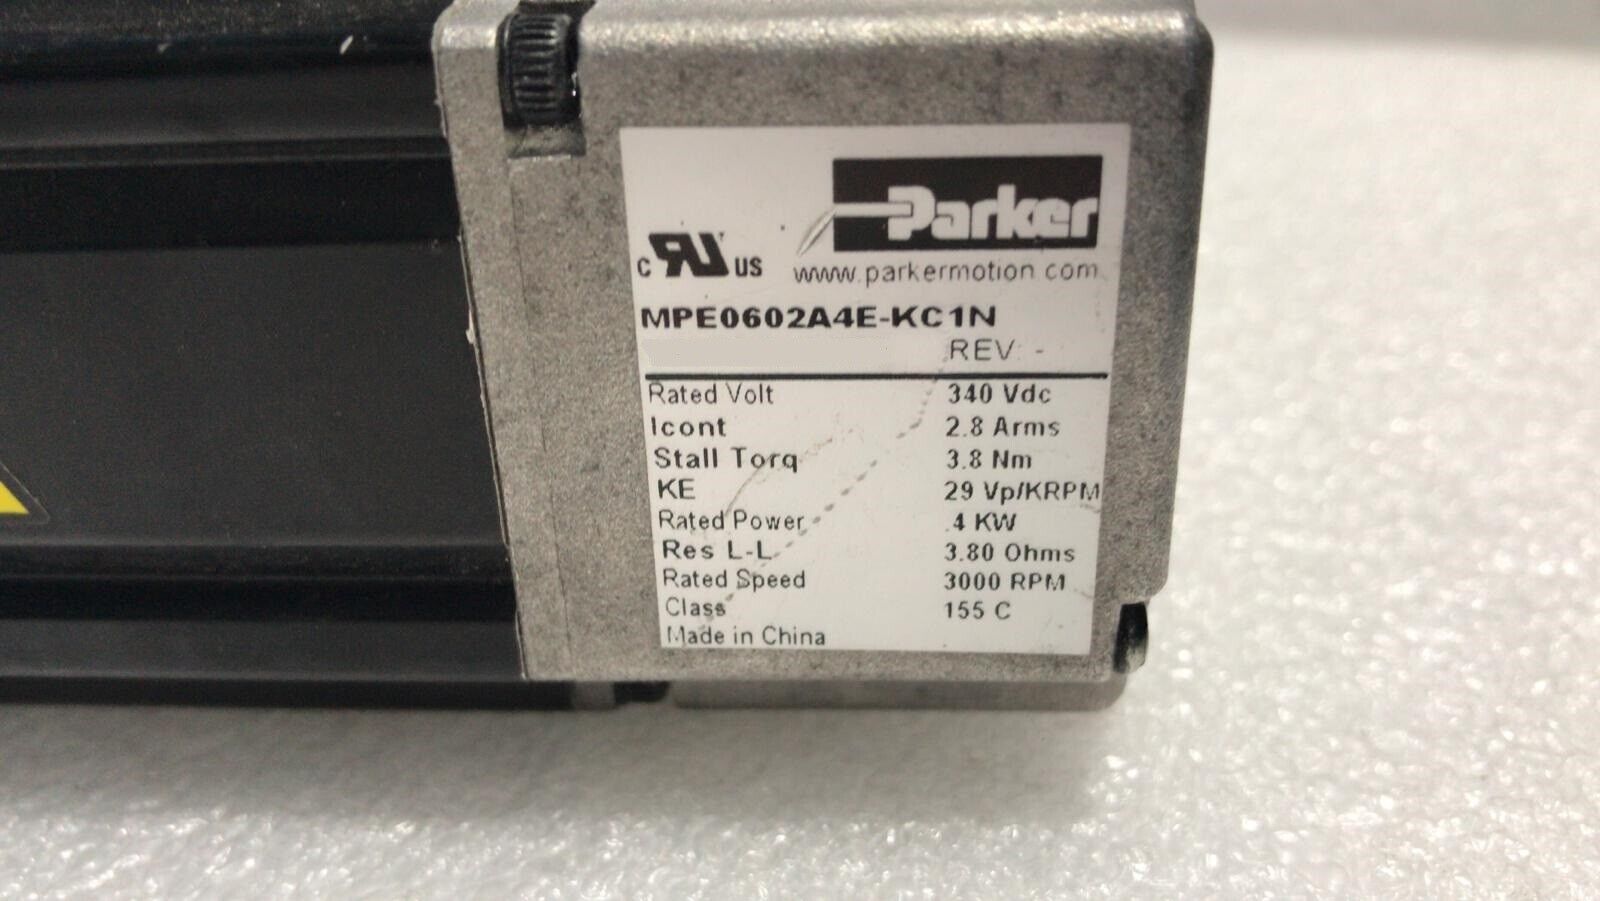 Parker
c RU US
www.parkermotion.com
MPE0602A4E-KC1N
REV: -
Rated Volt 340 Vdc
Icont 2.8 Arms
Stall Torq 3.8 Nm
KE 29 Vp/KRPM
Rated Power .4 KW
Res L-L 3.80 Ohms
Rated Speed 3000 RPM
Class 155 C
Made in China